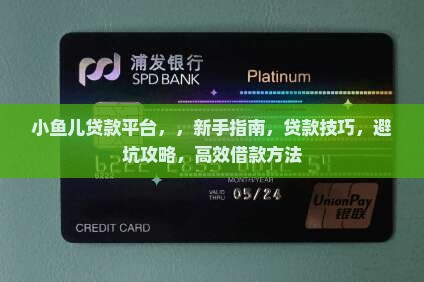 浦发银行
SPD BANK
Platinum
小鱼儿贷款平台，，新手指南，贷款技巧，避
坑攻略，高效借款方法
MONTH/YEAR
VALID
THRU
05/24
CREDIT CARD
UnionPay
银联